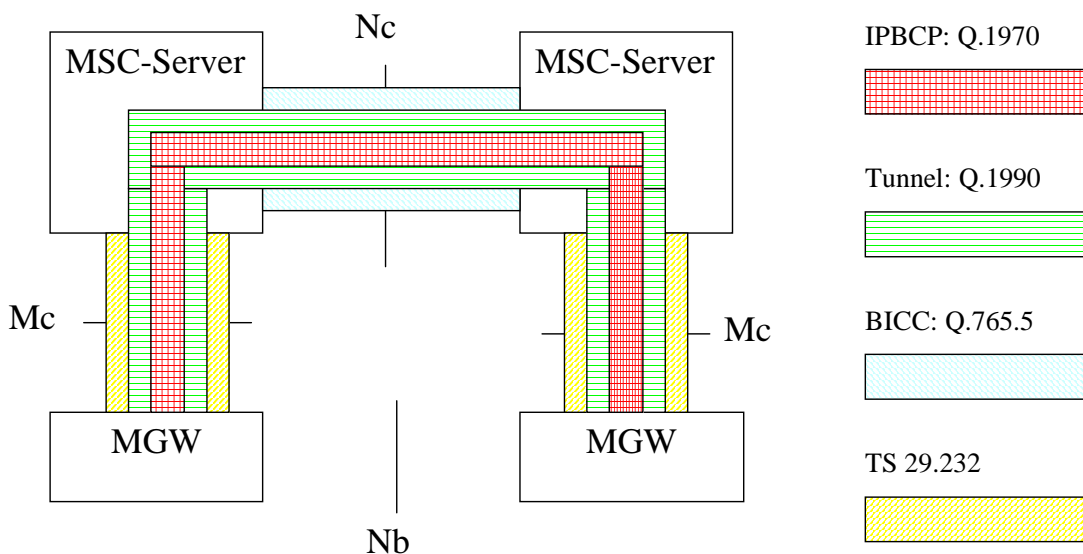 Nc
MSC-Server
MSC-Server
Mc
Mc
MGW
MGW
Nb
IPBCP: Q.1970
Tunnel: Q.1990
BICC: Q.765.5
TS 29.232